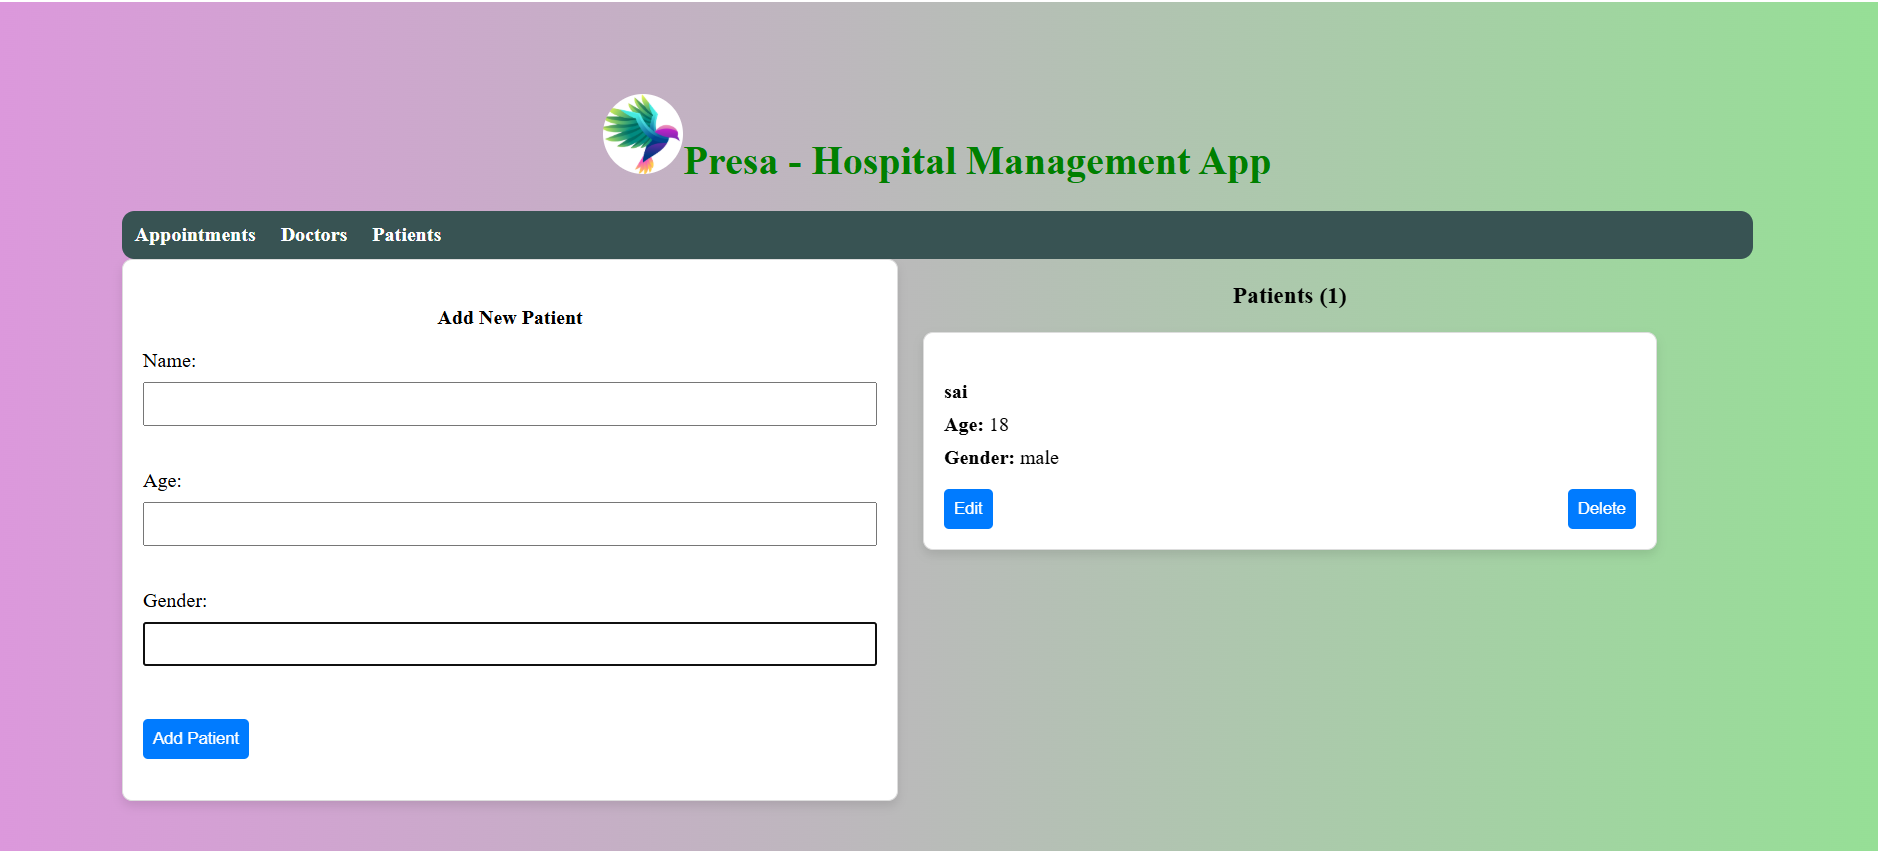 Presa - Hospital Management App
Appointments Doctors Patients
Add New Patient
Name:
Age:
Gender:
Add Patient
Patients (1)
sai
Age: 18
Gender: male
Edit Delete